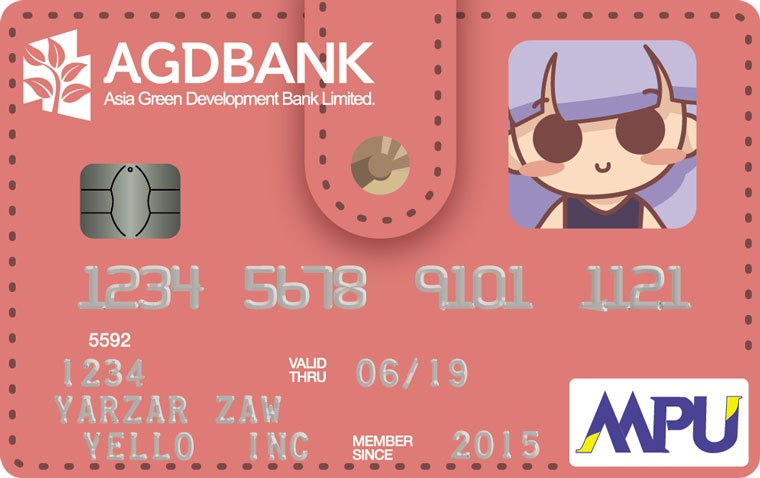 AGDBANK
Asia Green Development Bank Limited.
1234 5678 9101 1121
5592
1234
VALID THRU 06/19
YARZAR ZAW
YELLO INC
MEMBER SINCE 2015
MPU